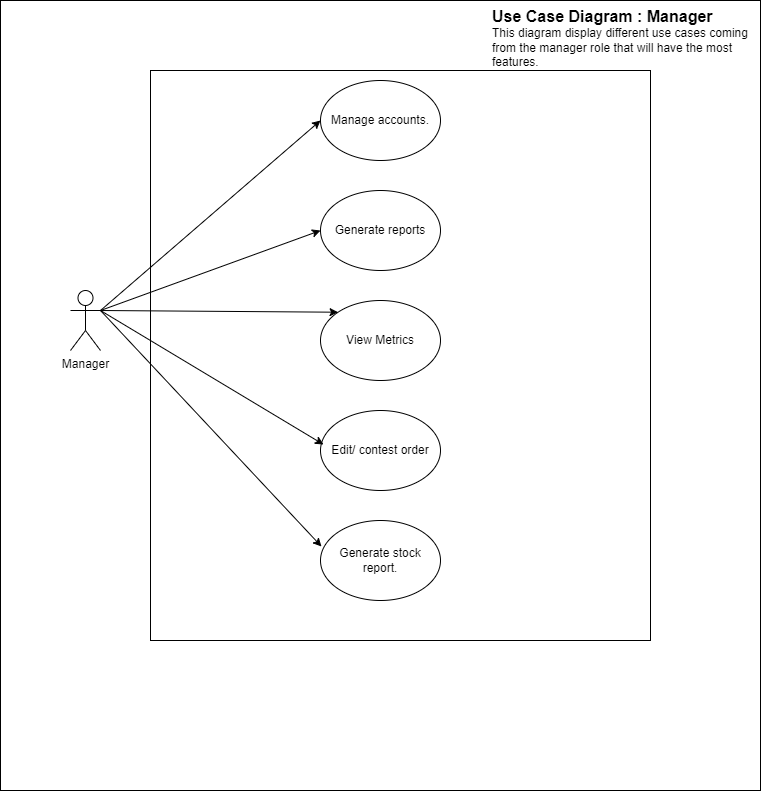 Use Case Diagram : Manager
This diagram display different use cases coming
from the manager role that will have the most
features.
Manage accounts.
Generate reports
View Metrics
Manager
Edit/ contest order
Generate stock
report.